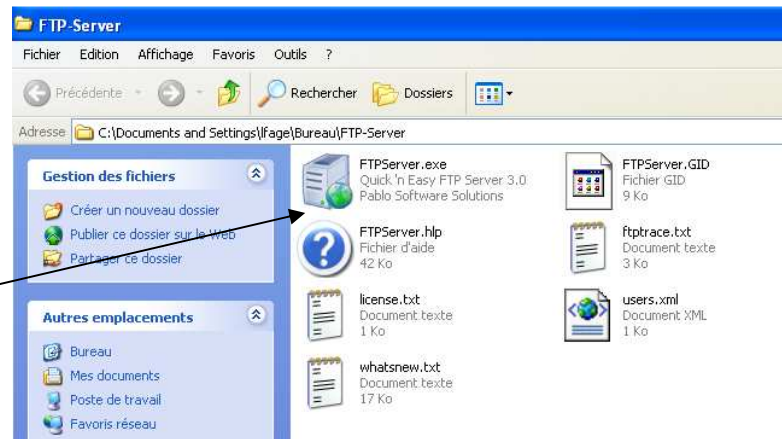 FTP-Server
Fichier Edition Affichage Favoris Outils ?
Précédente Rechercher Dossiers
Adresse C:\Documents and Settings\lfage\Bureau\FTP-Server
Gestion des fichiers
Créer un nouveau dossier
Publier ce dossier sur le Web
Partager ce dossier
Autres emplacements
Bureau
Mes documents
Poste de travail
Favoris réseau
FTPServer.exe
Quick 'n Easy FTP Server 3.0
Pablo Software Solutions
FTPServer.GID
Fichier GID
9 Ko
FTPServer.hlp
Fichier d'aide
42 Ko
ftptrace.txt
Document texte
3 Ko
license.txt
Document texte
1 Ko
users.xml
Document XML
1 Ko
whatsnew.txt
Document texte
17 Ko